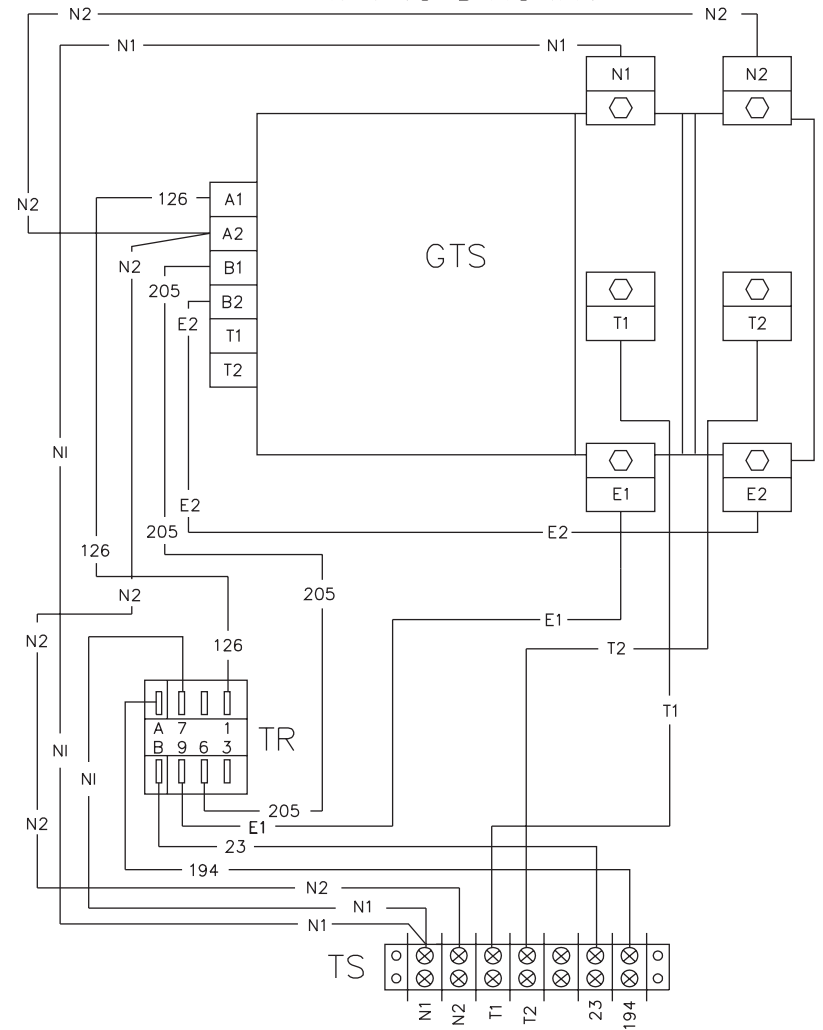 N2 N2
N1 N1
N1 N2
126 A1
N2
A2
GTS
N2 B1
205
B2
E2
T1 T2
T1
T2
NI
E1 E2
E2
205 E2
126
N2 205
E1
N2 126
T2
T1
A 7 1
TR
B 9 6 3
NI
NI
205
N2 E1
23
194
N2
N1
N1
TS
N1 N2 T1 T2 23 194